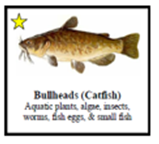 Bullheads (Catfish)
Aquatic plants, algae, insects,
worms, fish eggs, & small fish